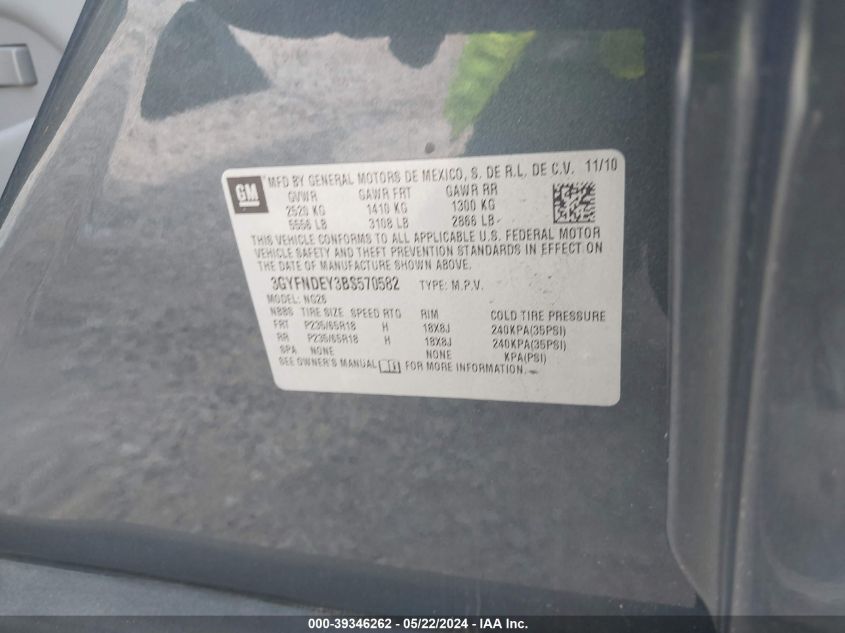 GM MFD BY GENERAL MOTORS DE MEXICO, S. DE R.L. DE C.V. 11/10
GVWR GAWR FRT GAWR RR
2520 KG 1410 KG 1300 KG
5556 LB 3108 LB 2866 LB
THIS VEHICLE CONFORMS TO ALL APPLICABLE U.S. FEDERAL MOTOR
VEHICLE SAFETY AND THEFT PREVENTION STANDARDS IN EFFECT ON
THE DATE OF MANUFACTURE SHOWN ABOVE.
3GYFNDEY3BS570582 TYPE: M.P.V.
MODEL: NG26
NBBS TIRE SIZE SPEED RTG RIM COLD TIRE PRESSURE
FRT P235/65R18 H 18X8J 240KPA(35PSI)
RR P235/65R18 H 18X8J 240KPA(35PSI)
SPA NONE NONE KPA(PSI)
SEE OWNER'S MANUAL FOR MORE INFORMATION.
000-39346262 - 05/22/2024 - IAA Inc.